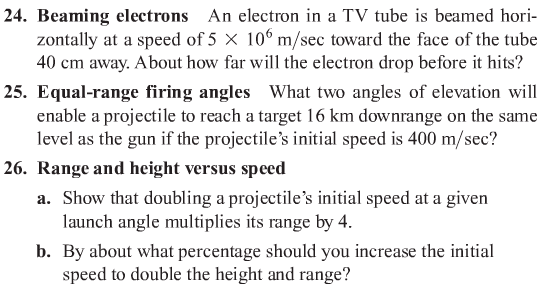 24. Beaming electrons An electron in a TV tube is beamed hori-
zontally at a speed of 5 × 10⁶ m/sec toward the face of the tube
40 cm away. About how far will the electron drop before it hits?
25. Equal-range firing angles What two angles of elevation will
enable a projectile to reach a target 16 km downrange on the same
level as the gun if the projectile's initial speed is 400 m/sec?
26. Range and height versus speed
a. Show that doubling a projectile's initial speed at a given
launch angle multiplies its range by 4.
b. By about what percentage should you increase the initial
speed to double the height and range?